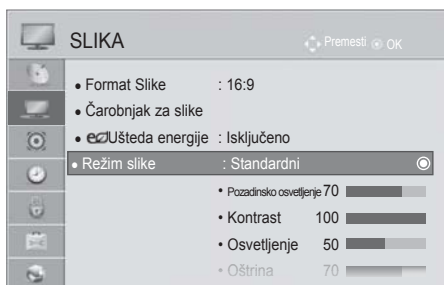 SLIKA
Premesti OK
• Format Slike : 16:9
• Čarobnjak za slike
• eco Ušteda energije : Isključeno
• Režim slike : Standardni
• Pozadinsko osvetljenje 70
• Kontrast 100
• Osvetljenje 50
• Oštrina 70